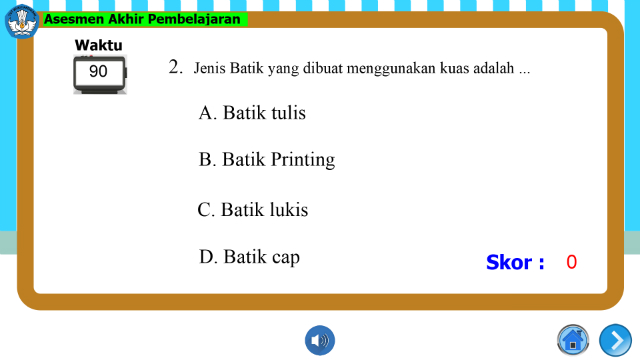 Asesmen Akhir Pembelajaran
Waktu
90
2. Jenis Batik yang dibuat menggunakan kuas adalah ...
A. Batik tulis
B. Batik Printing
C. Batik lukis
D. Batik cap
Skor : 0